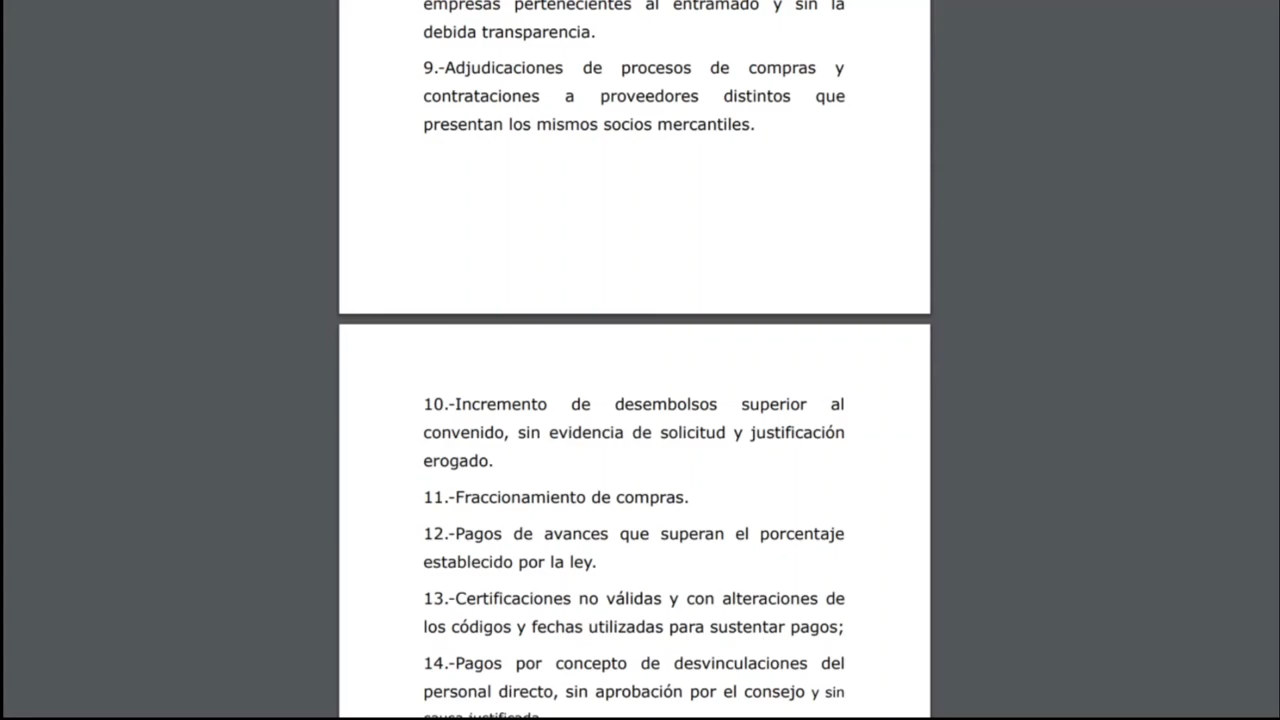 empresas pertenecientes al entramado y sin la
debida transparencia.
9.-Adjudicaciones de procesos de compras y
contrataciones a proveedores distintos que
presentan los mismos socios mercantiles.
10.-Incremento de desembolsos superior al
convenido, sin evidencia de solicitud y justificación
erogado.
11.-Fraccionamiento de compras.
12.-Pagos de avances que superan el porcentaje
establecido por la ley.
13.-Certificaciones no válidas y con alteraciones de
los códigos y fechas utilizadas para sustentar pagos;
14.-Pagos por concepto de desvinculaciones del
personal directo, sin aprobación por el consejo y sin
causa justificada